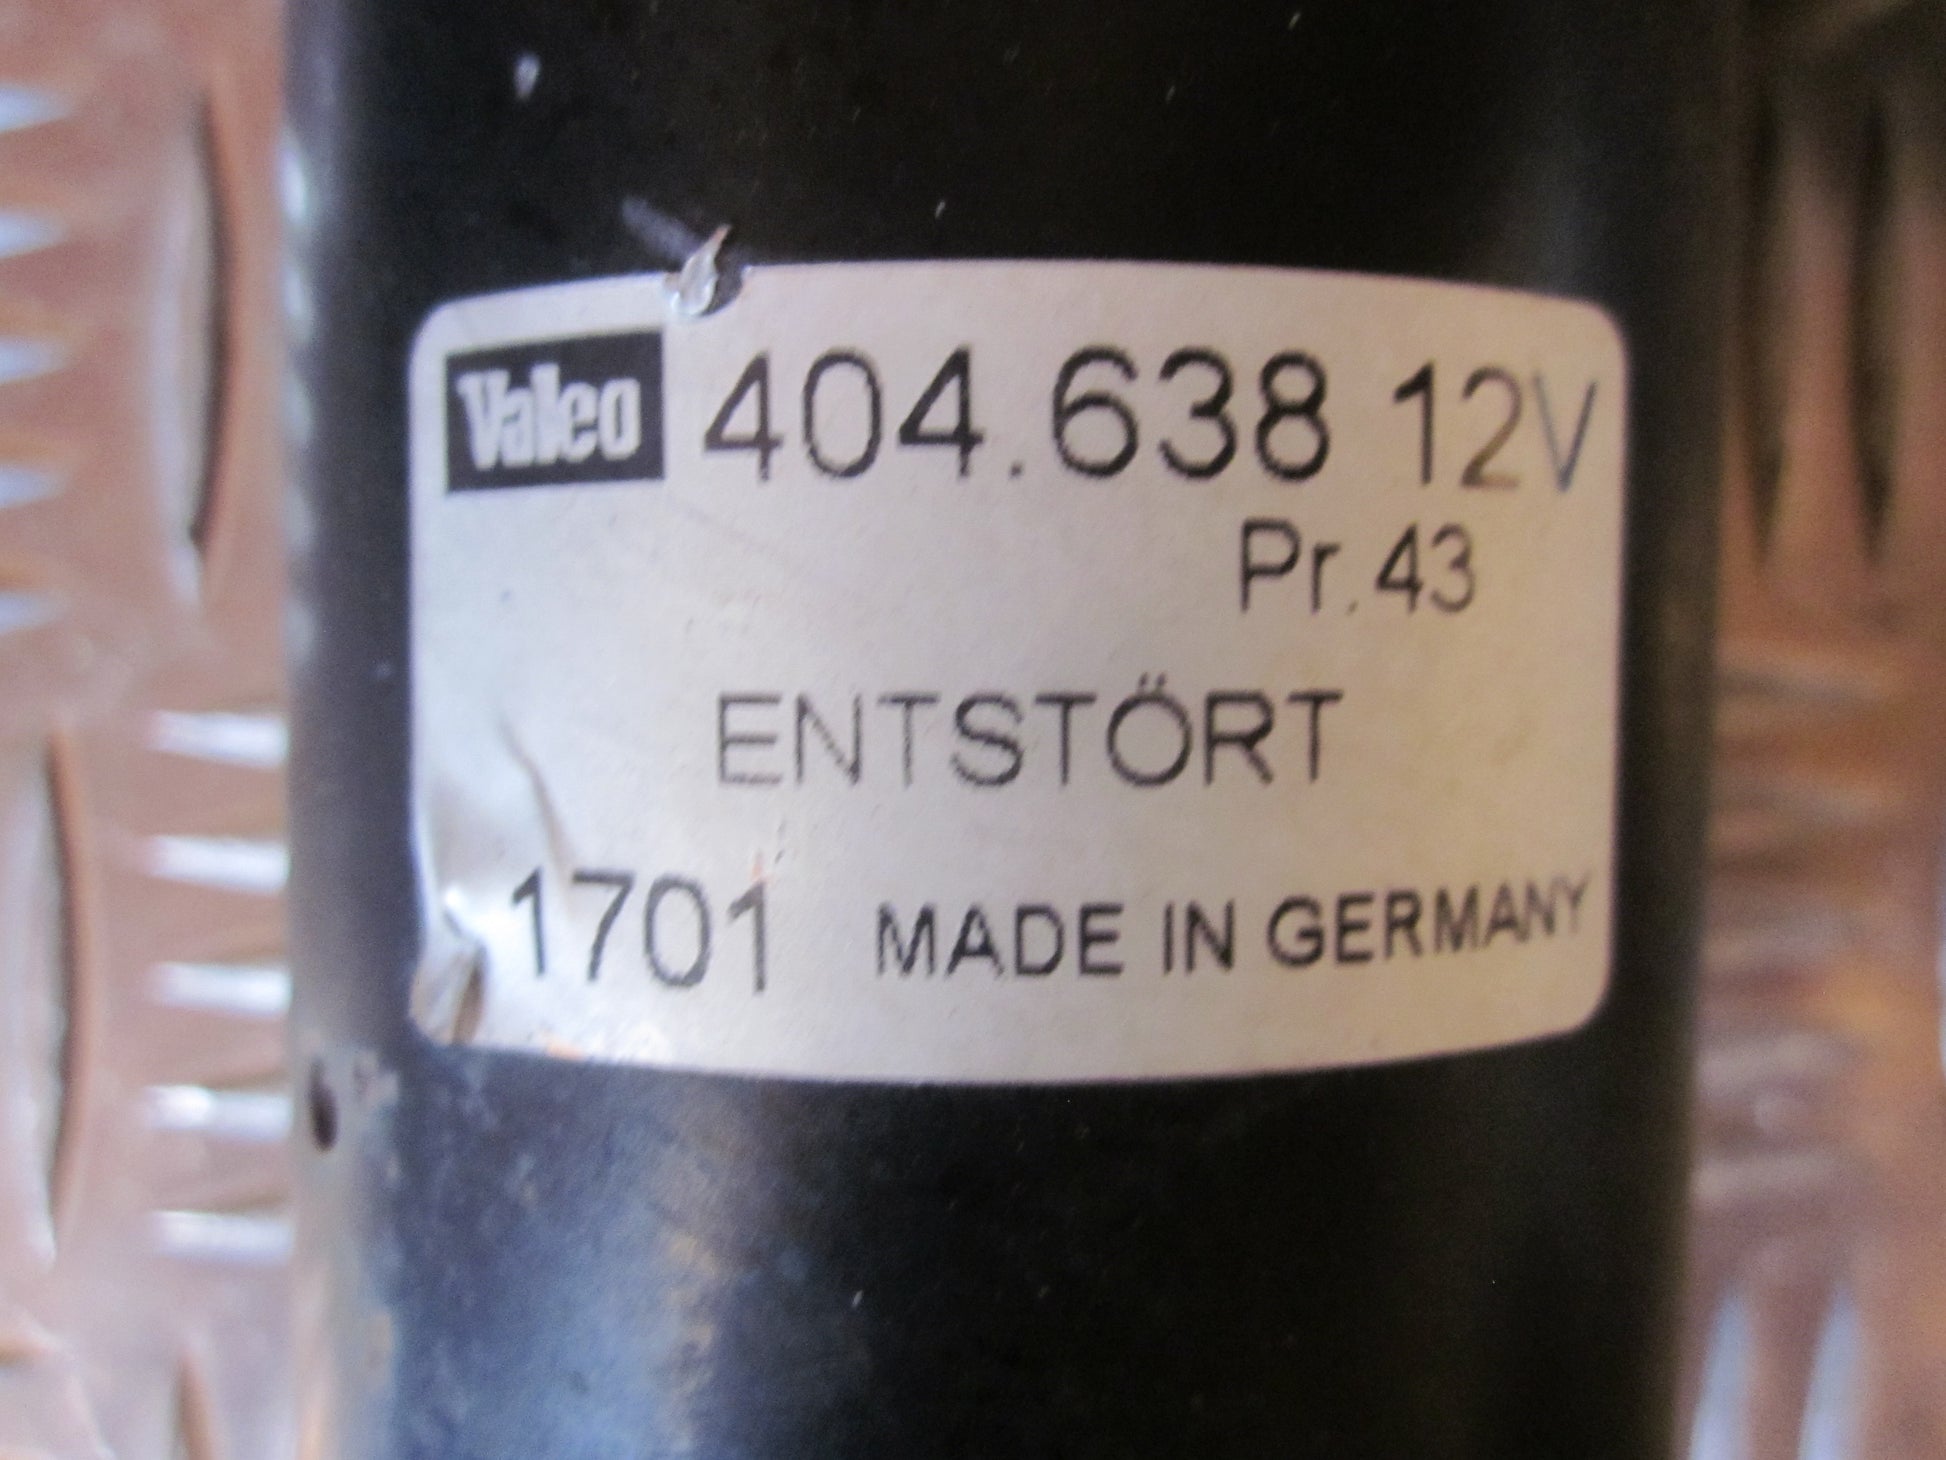 Valeo 404.638 12V
Pr.43
ENTSTÖRT
1701 MADE IN GERMANY